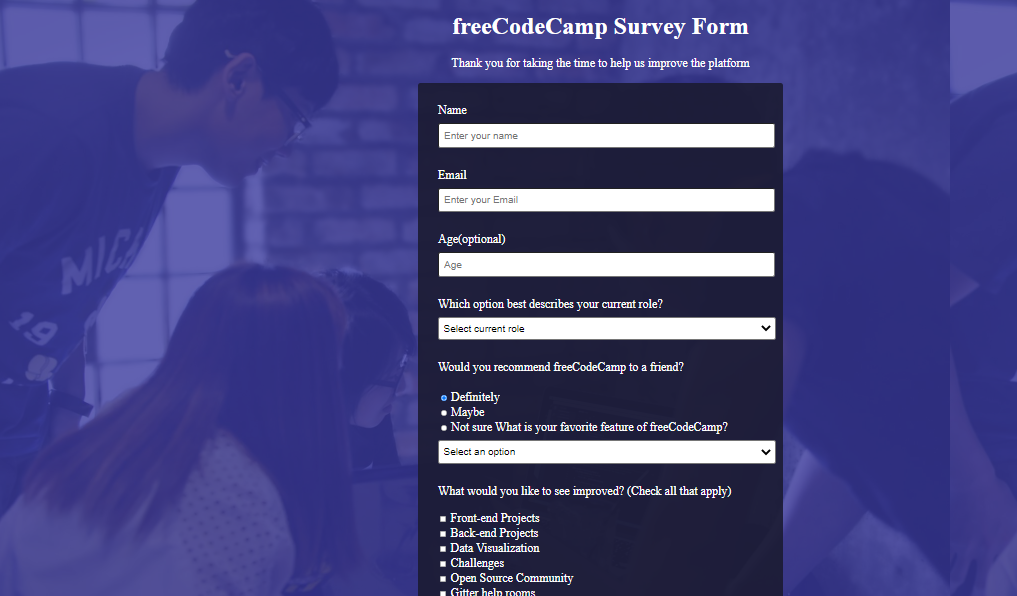 freeCodeCamp Survey Form
Thank you for taking the time to help us improve the platform
Name
Enter your name
Email
Enter your Email
Age(optional)
Age
Which option best describes your current role?
Select current role
Would you recommend freeCodeCamp to a friend?
Definitely
Maybe
Not sure What is your favorite feature of freeCodeCamp?
Select an option
What would you like to see improved? (Check all that apply)
Front-end Projects
Back-end Projects
Data Visualization
Challenges
Open Source Community
Gitter help rooms
MICH
19